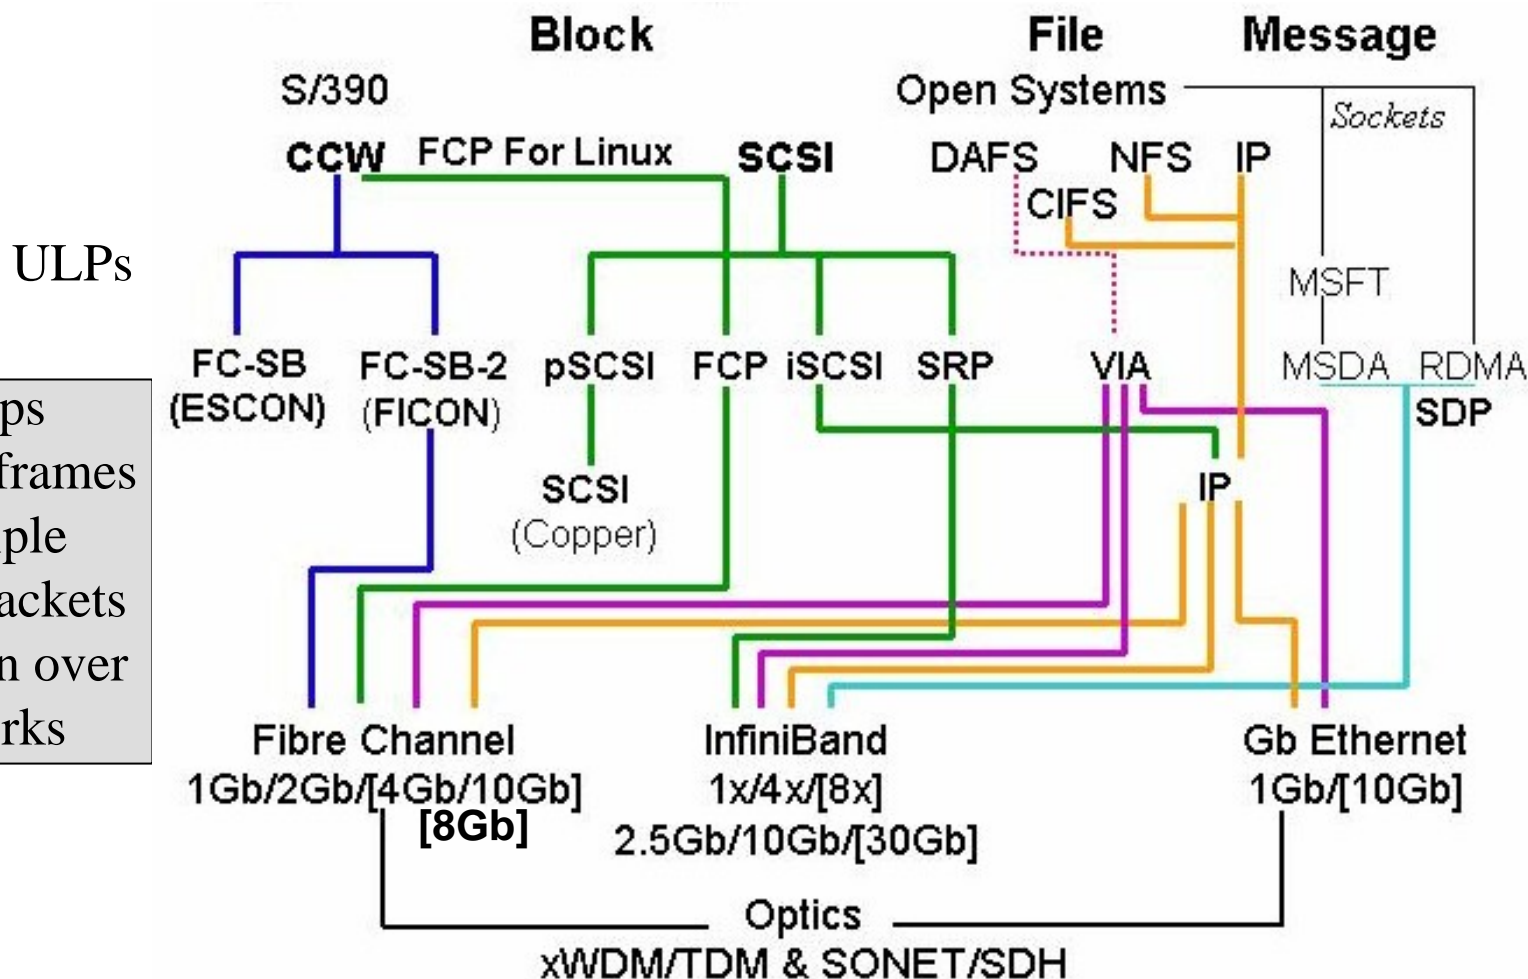 Block File Message
S/390 Open Systems
Sockets
CCW FCP For Linux SCSI DAFS NFS IP
CIFS
ULPs
MSFT
FC-SB FC-SB-2 pSCSI FCP iSCSI SRP VIA MSDA RDMA
(ESCON) (FICON) SDP
ps
frames
SCSI IP
(Copper)
ple
ackets
n over
rks
Fibre Channel InfiniBand Gb Ethernet
1Gb/2Gb/[4Gb/10Gb] 1x/4x/[8x] 1Gb/[10Gb]
[8Gb] 2.5Gb/10Gb/[30Gb]
Optics
xWDM/TDM & SONET/SDH